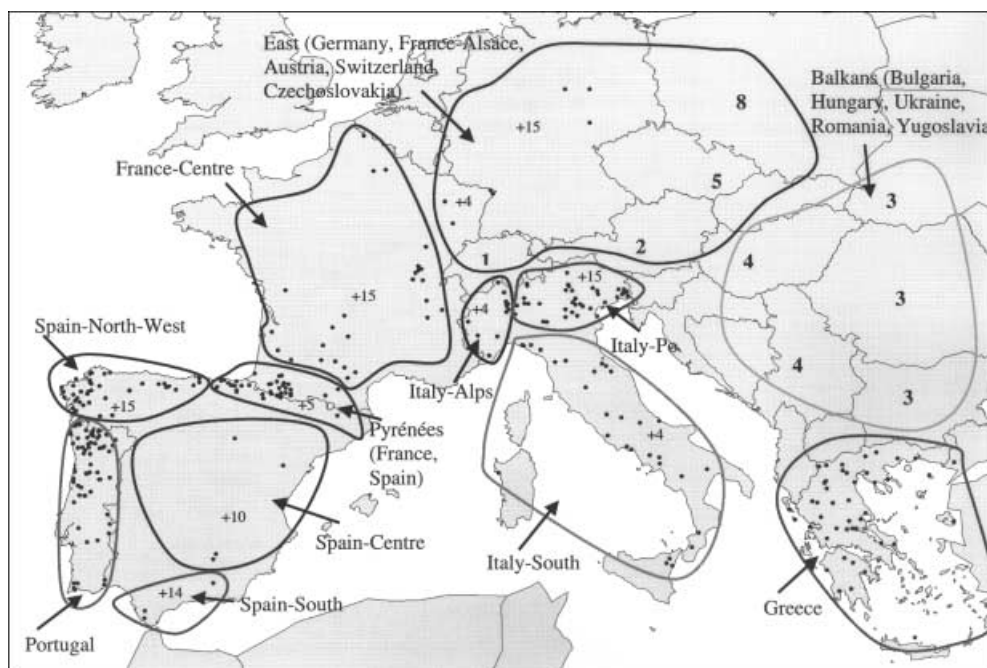 East (Germany, France-Alsace,
Austria, Switzerland,
Czechoslovakia)
Balkans (Bulgaria,
Hungary, Ukraine,
Romania, Yugoslavia)
8
+15
France-Centre
5
+4
3
2
1
4
+15
+15
+4
3
Spain-North-West
Italy-Po
4
Italy-Alps
3
+15
+5
Pyrénées
(France,
Spain)
+4
+10
Spain-Centre
Italy-South
+14
Spain-South
Greece
Portugal